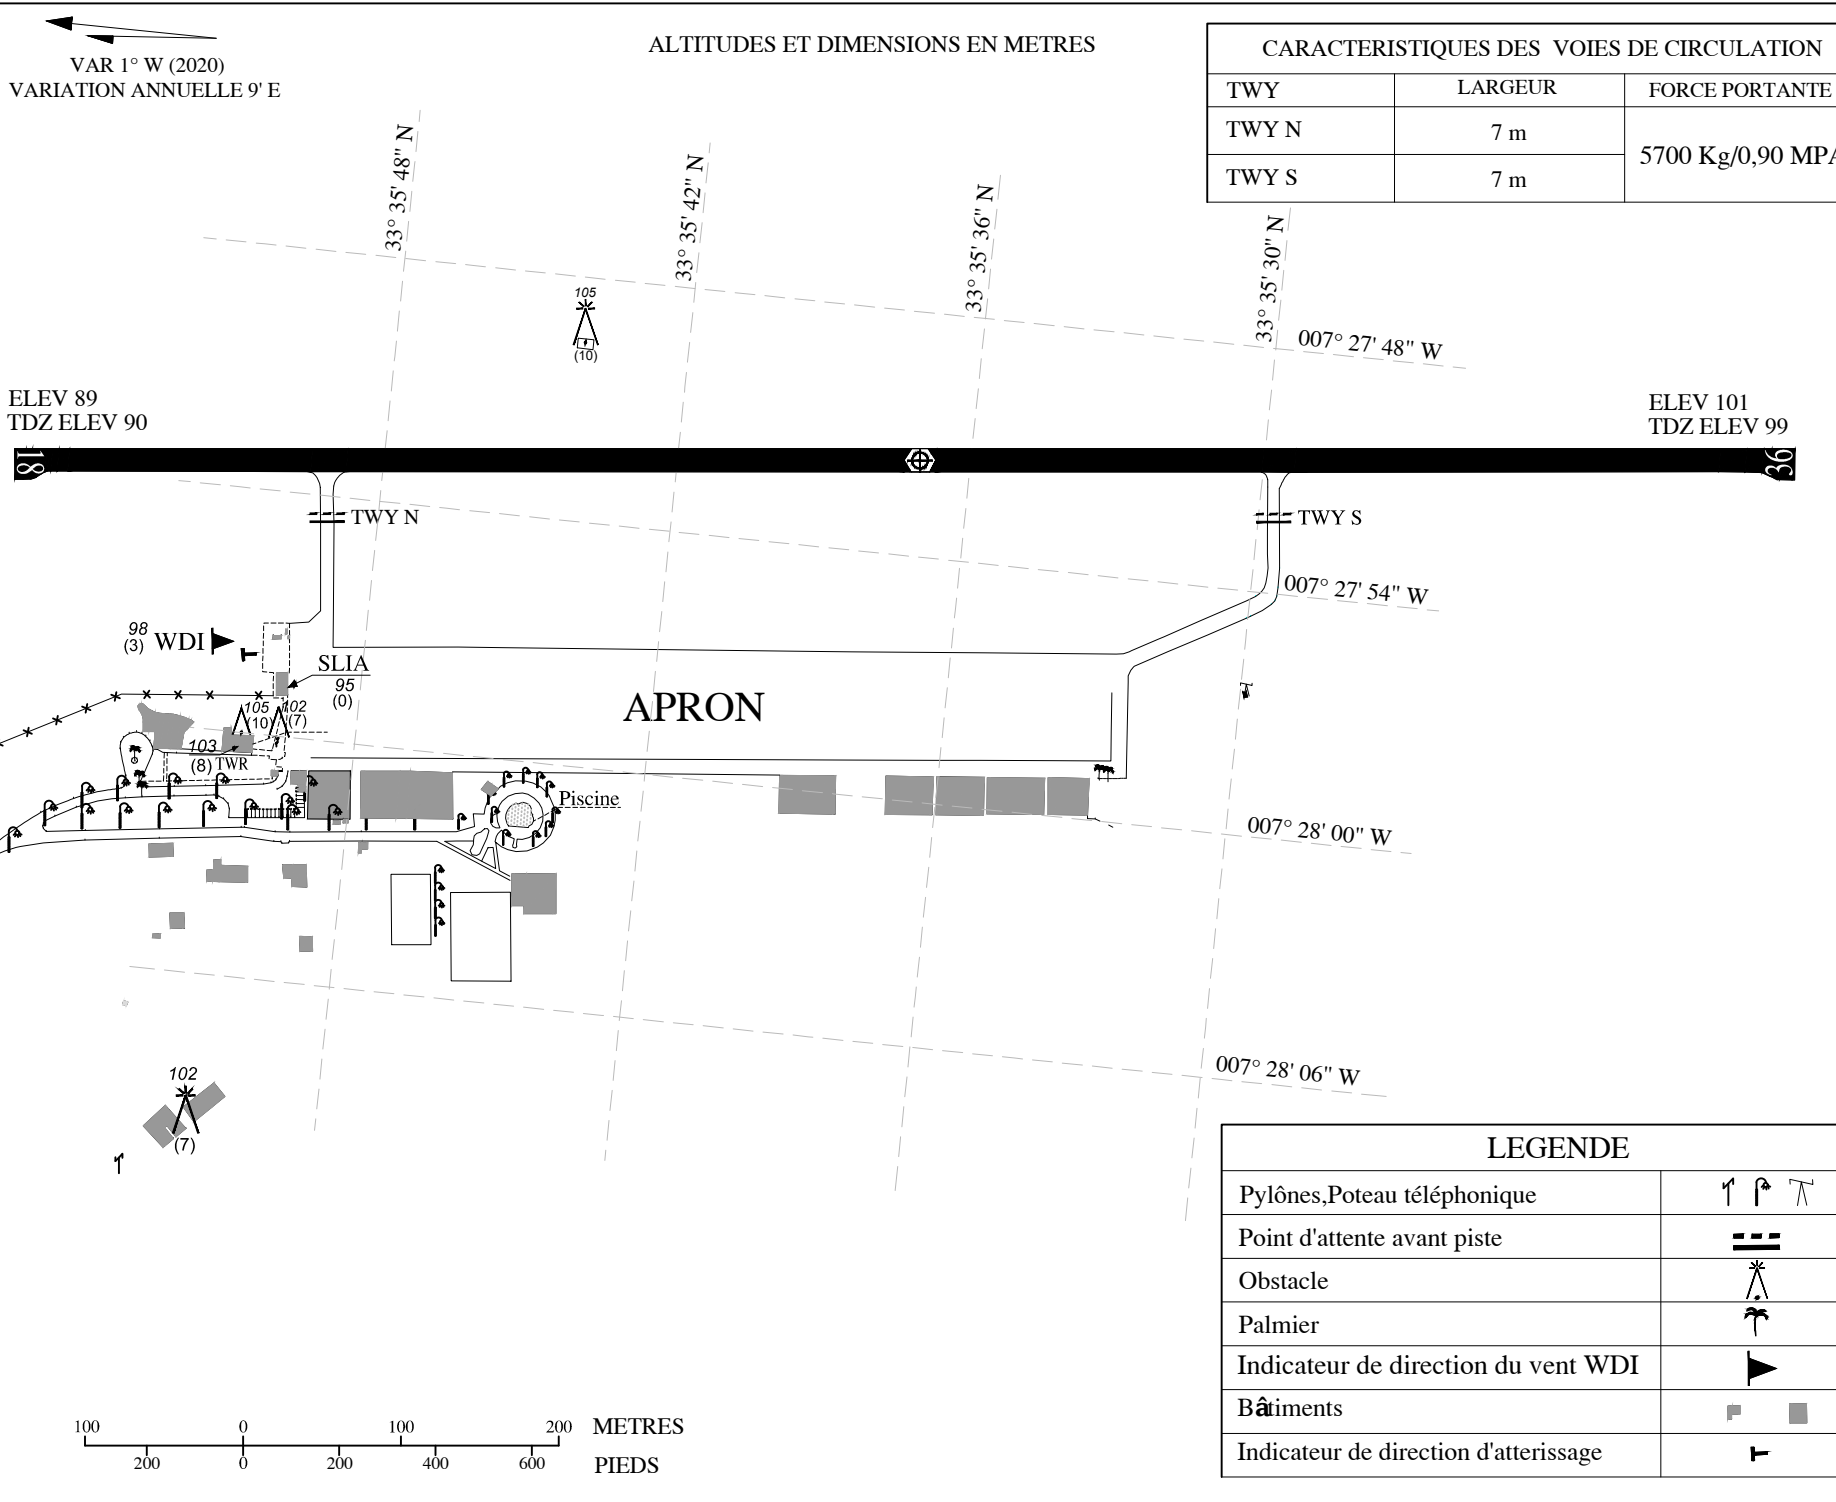 VAR 1° W (2020)
VARIATION ANNUELLE 9' E
ALTITUDES ET DIMENSIONS EN METRES
CARACTERISTIQUES DES VOIES DE CIRCULATION
TWY LARGEUR FORCE PORTANTE
TWY N 7 m
5700 Kg/0,90 MPA
TWY S 7 m
33° 35' 48" N
33° 35' 42" N
33° 35' 36" N
33° 35' 30" N
105
(10)
007° 27' 48" W
ELEV 89
TDZ ELEV 90
ELEV 101
TDZ ELEV 99
18
36
TWY N
TWY S
007° 27' 54" W
98
(3)
WDI
SLIA
95
(0)
APRON
105
(10)
102
(7)
103
(8) TWR
Piscine
007° 28' 00" W
007° 28' 06" W
102
(7)
LEGENDE
Pylônes,Poteau téléphonique
Point d'attente avant piste
Obstacle
Palmier
Indicateur de direction du vent WDI
Bâtiments
Indicateur de direction d'atterissage
100 0 100 200 METRES
200 0 200 400 600 PIEDS